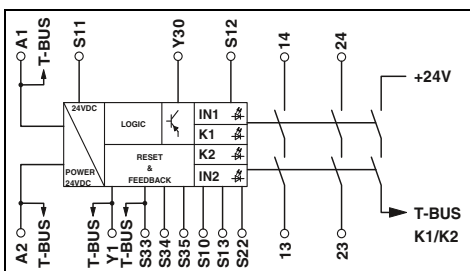 A1
T-BUS
S11
Y30
S12
14
24
+24V
24VDC
LOGIC
IN1
K1
K2
IN2
RESET
&
FEEDBACK
POWER
24VDC
T-BUS
K1/K2
A2
T-BUS
T-BUS
Y1
T-BUS
S33
S34
S35
S10
S13
S22
13
23